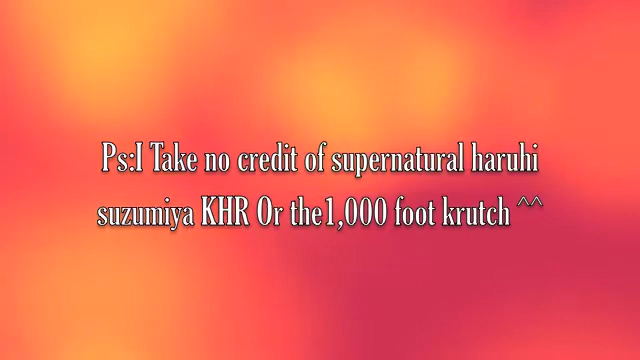 Ps:I Take no credit of supernatural haruhi
suzumiya KHR Or the1,000 foot krutch ^^